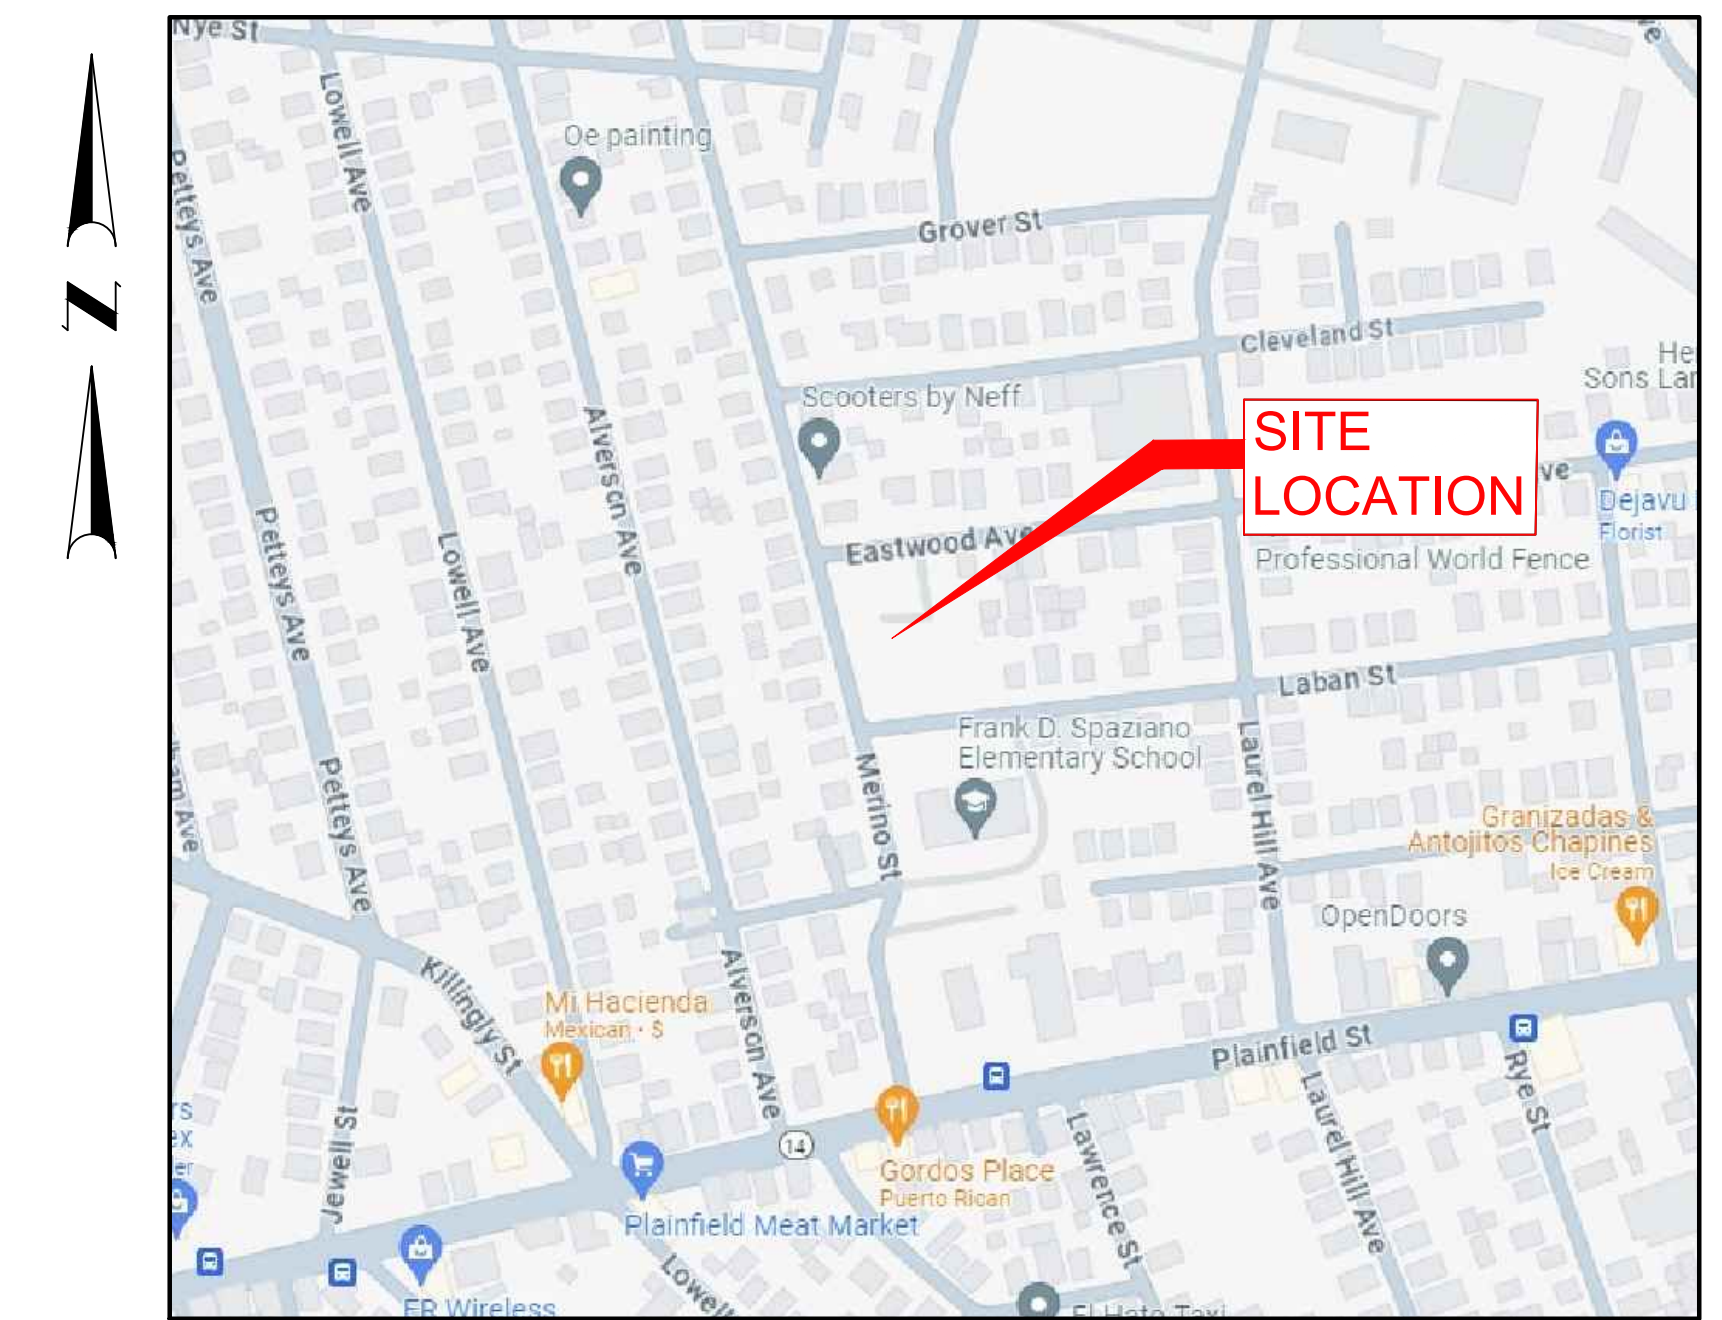 Nye St
Lowell Ave
Petteys Ave
Oe painting
Grover St
Cleveland St
Scooters by Neff
Sons
SITE
LOCATION
Alverson Ave
Dejavu
Florist
Eastwood Ave
Professional World Fence
Petteys Ave
Lowell Ave
Laban St
Frank D. Spaziano
Elementary School
Merino St
Laurel Hill Ave
Petteys Ave
Granizadas &
Antojitos Chapines
Ice Cream
OpenDoors
Killingly St
Mi Hacienda
Mexican · $
Alverson Ave
Plainfield St
Rye St
Laurel Hill Ave
Jewell St
14
Lawrence St
Gordos Place
Puerto Rican
Plainfield Meat Market
N